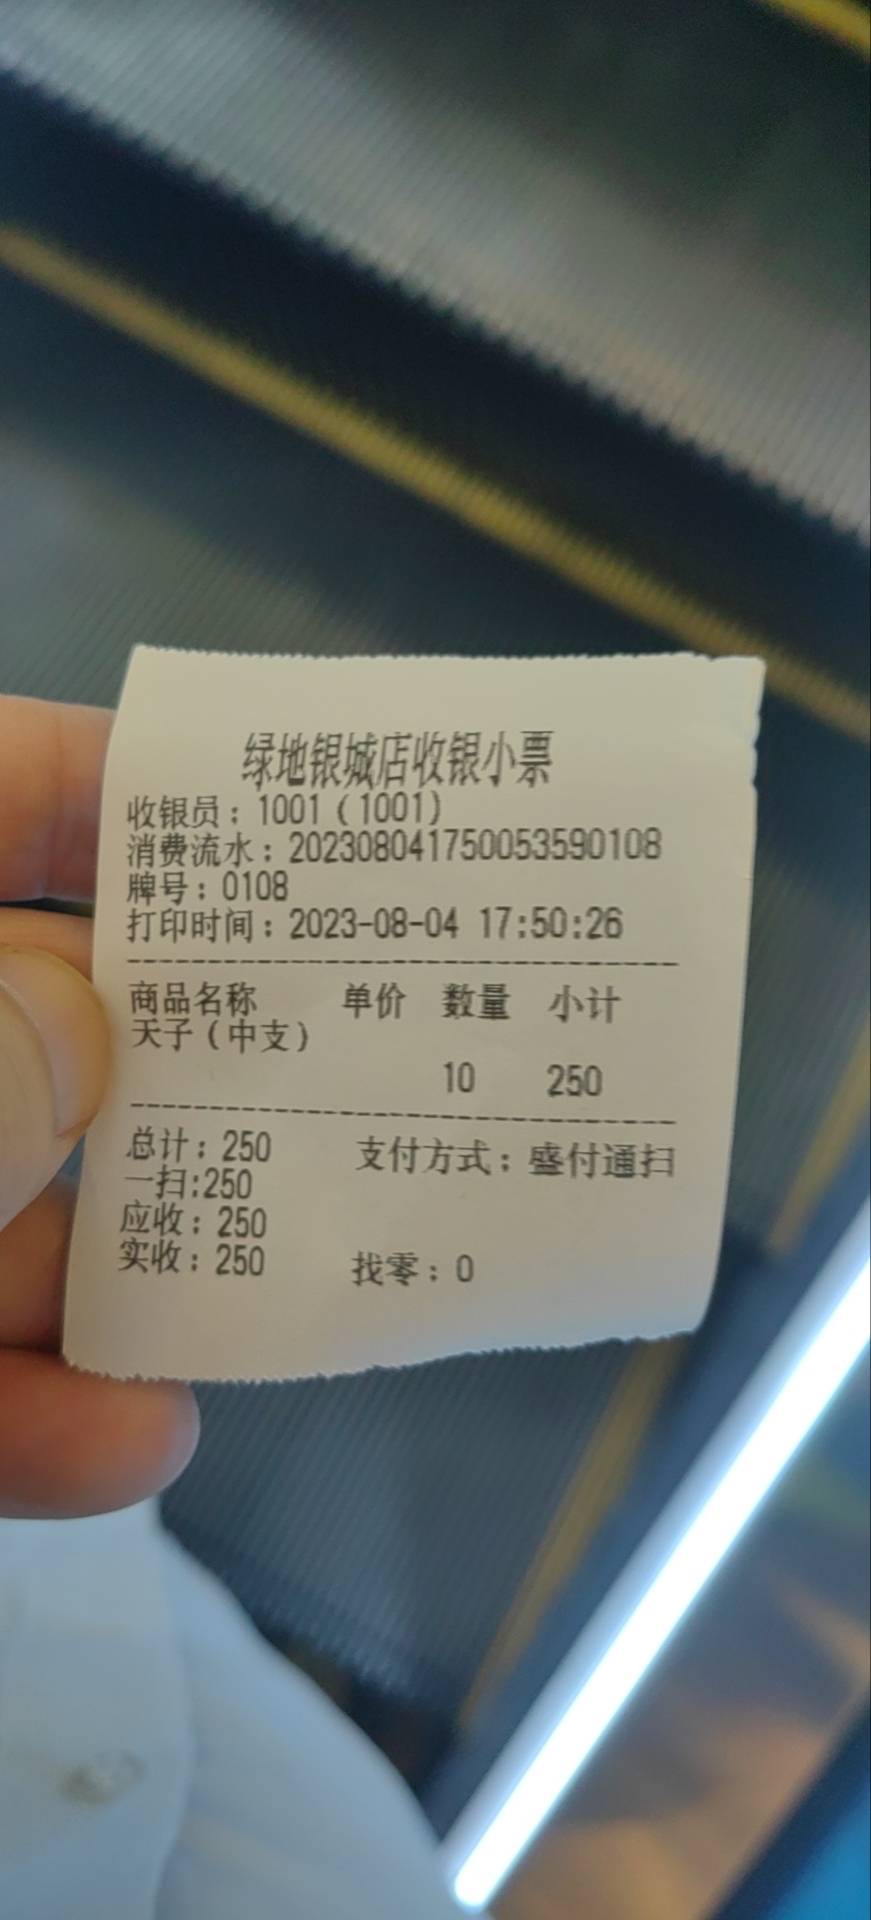 绿地银城店收银小票
收银员：1001（1001）
消费流水：202308041750053590108
牌号：0108
打印时间：2023-08-04 17:50:26
商品名称 单价 数量 小计
天子（中支）
10 250
总计：250 支付方式：盛付通扫
一扫:250
应收：250
实收：250 找零：0